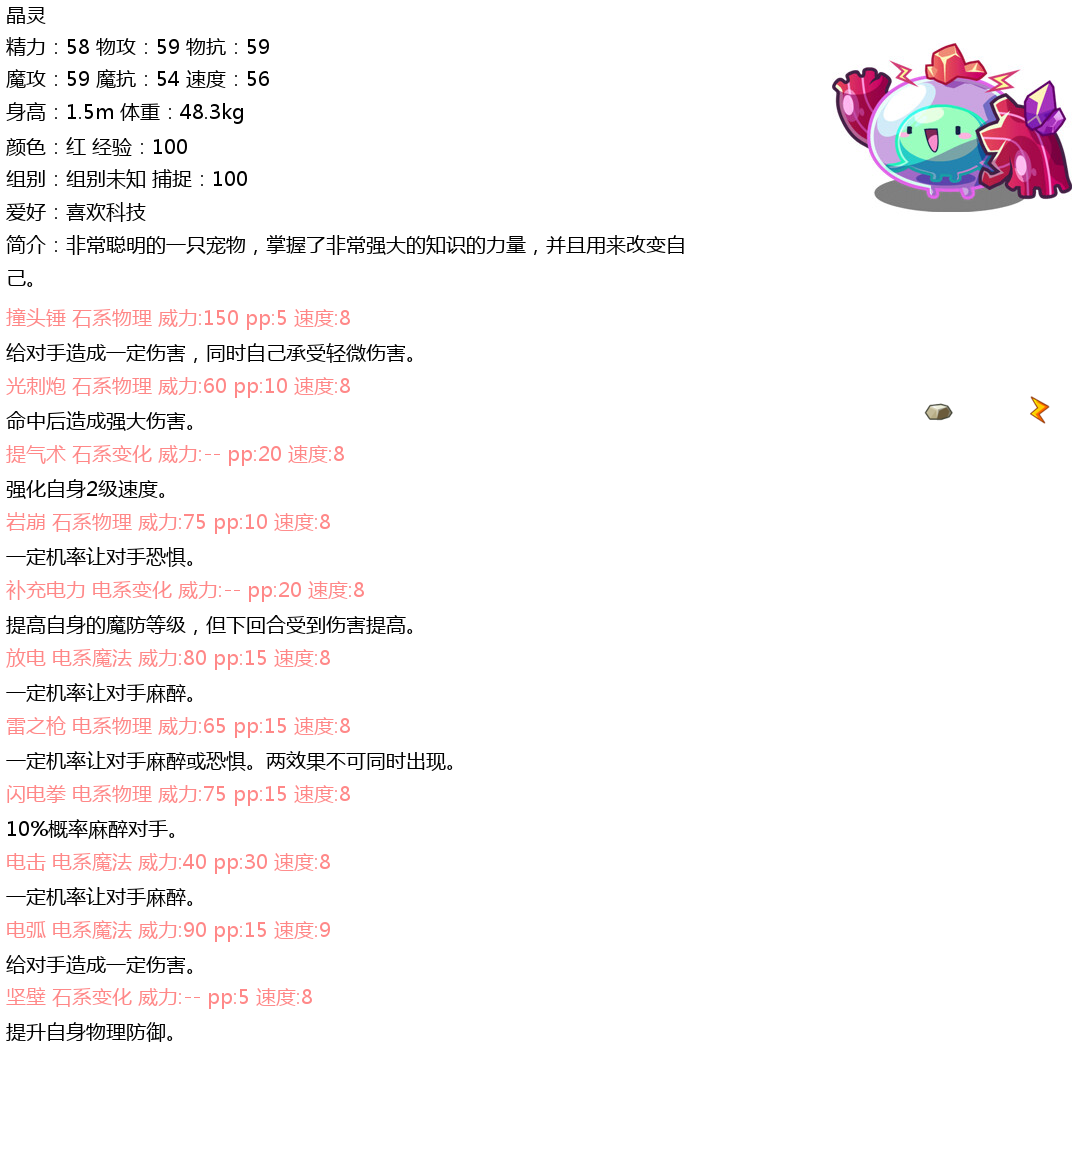 晶灵
精力：58 物攻：59 物抗：59
魔攻：59 魔抗：54 速度：56
身高：1.5m 体重：48.3kg
颜色：红 经验：100
组别：组别未知 捕捉：100
爱好：喜欢科技
简介：非常聪明的一只宠物，掌握了非常强大的知识的力量，并且用来改变自
己。
撞头锤 石系物理 威力:150 pp:5 速度:8
给对手造成一定伤害，同时自己承受轻微伤害。
光刺炮 石系物理 威力:60 pp:10 速度:8
命中后造成强大伤害。
提气术 石系变化 威力:-- pp:20 速度:8
强化自身2级速度。
岩崩 石系物理 威力:75 pp:10 速度:8
一定机率让对手恐惧。
补充电力 电系变化 威力:-- pp:20 速度:8
提高自身的魔防等级，但下回合受到伤害提高。
放电 电系魔法 威力:80 pp:15 速度:8
一定机率让对手麻醉。
雷之枪 电系物理 威力:65 pp:15 速度:8
一定机率让对手麻醉或恐惧。两效果不可同时出现。
闪电拳 电系物理 威力:75 pp:15 速度:8
10%概率麻醉对手。
电击 电系魔法 威力:40 pp:30 速度:8
一定机率让对手麻醉。
电弧 电系魔法 威力:90 pp:15 速度:9
给对手造成一定伤害。
坚壁 石系变化 威力:-- pp:5 速度:8
提升自身物理防御。